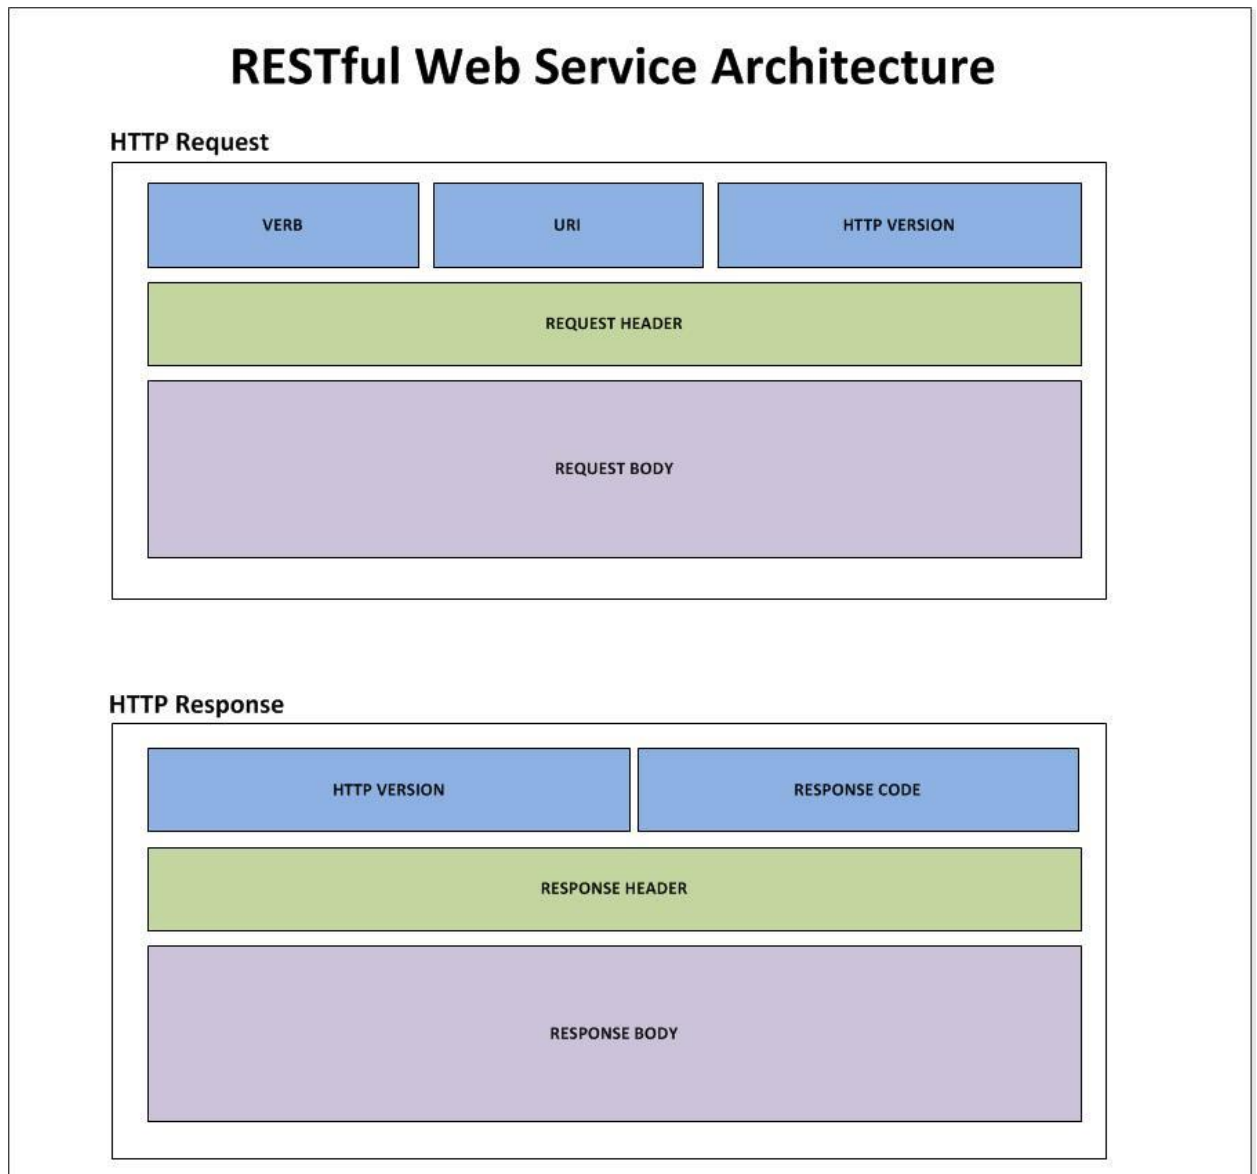 RESTful Web Service Architecture
HTTP Request
VERB
URI
HTTP VERSION
REQUEST HEADER
REQUEST BODY
HTTP Response
HTTP VERSION
RESPONSE CODE
RESPONSE HEADER
RESPONSE BODY